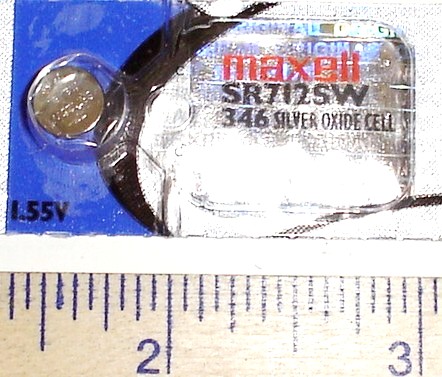 maxell
SR712SW
346 SILVER OXIDE CELL
1.55V
2 3